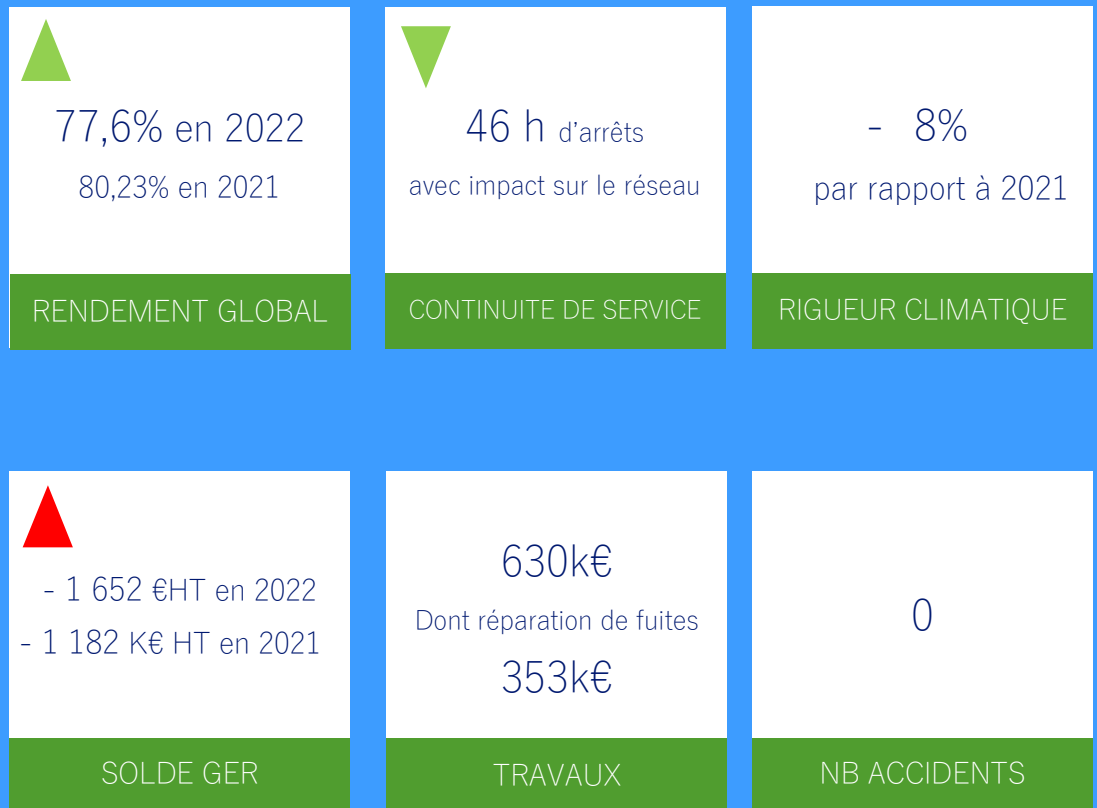 77,6% en 2022
80,23% en 2021
RENDEMENT GLOBAL
46 h d'arrêts
avec impact sur le réseau
CONTINUITE DE SERVICE
- 8%
par rapport à 2021
RIGUEUR CLIMATIQUE
- 1 652 €HT en 2022
- 1 182 K€ HT en 2021
SOLDE GER
630k€
Dont réparation de fuites
353k€
TRAVAUX
0
NB ACCIDENTS